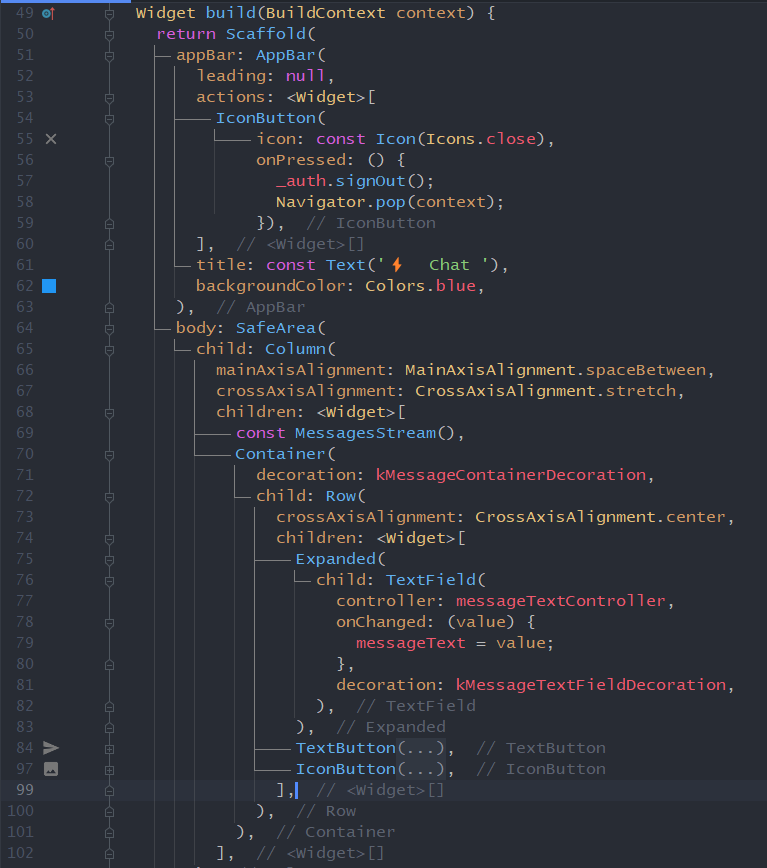 49 Widget build(BuildContext context) {
50 return Scaffold(
51 appBar: AppBar(
52 leading: null,
53 actions: <Widget>[
54 IconButton(
55 icon: const Icon(Icons.close),
56 onPressed: () {
57 _auth.signOut();
58 Navigator.pop(context);
59 }), // IconButton
60 ], // <Widget>[]
61 title: const Text('⚡ Chat '),
62 backgroundColor: Colors.blue,
63 ), // AppBar
64 body: SafeArea(
65 child: Column(
66 mainAxisAlignment: MainAxisAlignment.spaceBetween,
67 crossAxisAlignment: CrossAxisAlignment.stretch,
68 children: <Widget>[
69 const MessagesStream(),
70 Container(
71 decoration: kMessageContainerDecoration,
72 child: Row(
73 crossAxisAlignment: CrossAxisAlignment.center,
74 children: <Widget>[
75 Expanded(
76 child: TextField(
77 controller: messageTextController,
78 onChanged: (value) {
79 messageText = value;
80 },
81 decoration: kMessageTextFieldDecoration,
82 ), // TextField
83 ), // Expanded
84 TextButton(...), // TextButton
97 IconButton(...), // IconButton
99 ], // <Widget>[]
100 ), // Row
101 ), // Container
102 ], // <Widget>[]